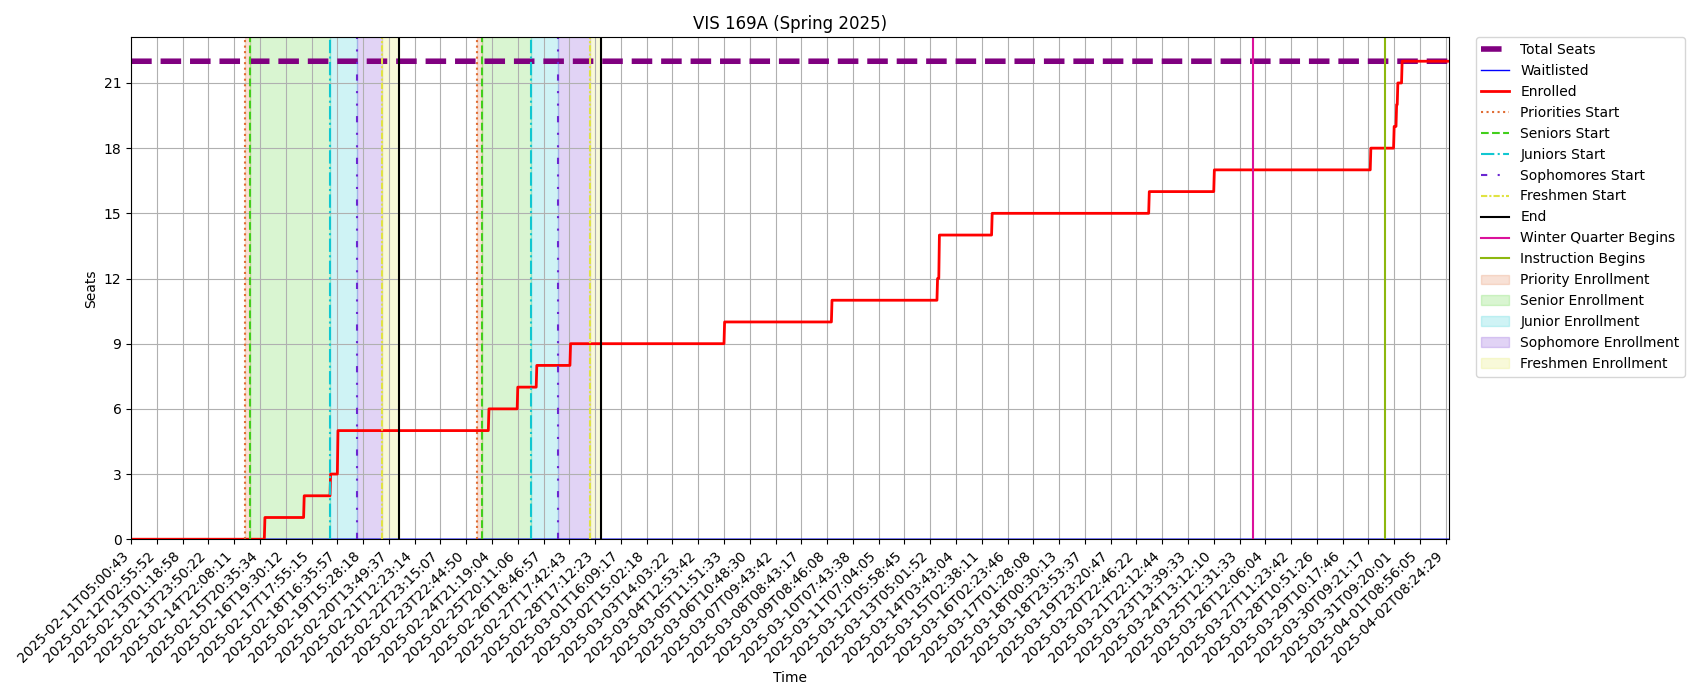 VIS 169A (Spring 2025)
Seats
21
18
15
12
9
6
3
0
2025-02-11T05:00:43
2025-02-12T02:55:52
2025-02-13T01:18:58
2025-02-13T23:50:22
2025-02-14T22:08:11
2025-02-15T20:35:34
2025-02-16T19:30:12
2025-02-17T17:55:15
2025-02-18T16:35:57
2025-02-19T15:28:18
2025-02-20T13:49:37
2025-02-21T12:23:14
2025-02-22T23:15:07
2025-02-23T22:44:50
2025-02-24T21:19:04
2025-02-25T20:11:06
2025-02-26T18:46:57
2025-02-27T17:42:43
2025-02-28T17:12:23
2025-03-01T16:09:17
2025-03-02T15:02:18
2025-03-03T14:03:22
2025-03-04T12:53:42
2025-03-05T11:51:33
2025-03-06T10:48:30
2025-03-07T09:43:42
2025-03-08T08:43:17
2025-03-09T08:46:08
2025-03-10T07:43:38
2025-03-11T07:04:05
2025-03-12T05:58:45
2025-03-13T05:01:52
2025-03-14T03:43:04
2025-03-15T02:38:11
2025-03-16T02:23:46
2025-03-17T01:28:08
2025-03-18T00:30:13
2025-03-18T23:53:37
2025-03-19T23:20:47
2025-03-20T22:46:22
2025-03-21T22:12:44
2025-03-23T13:39:33
2025-03-24T13:12:10
2025-03-25T12:31:33
2025-03-26T12:06:04
2025-03-27T11:23:42
2025-03-28T10:51:26
2025-03-29T10:17:46
2025-03-30T09:21:17
2025-03-31T09:20:01
2025-04-01T08:56:05
2025-04-02T08:24:29
Time
Total Seats
Waitlisted
Enrolled
Priorities Start
Seniors Start
Juniors Start
Sophomores Start
Freshmen Start
End
Winter Quarter Begins
Instruction Begins
Priority Enrollment
Senior Enrollment
Junior Enrollment
Sophomore Enrollment
Freshmen Enrollment